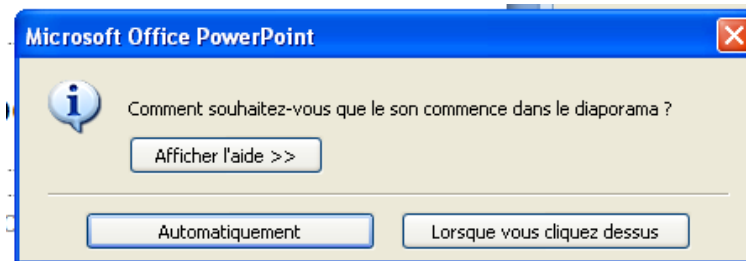 Microsoft Office PowerPoint
Comment souhaitez-vous que le son commence dans le diaporama ?
Afficher l'aide >>
Automatiquement
Lorsque vous cliquez dessus